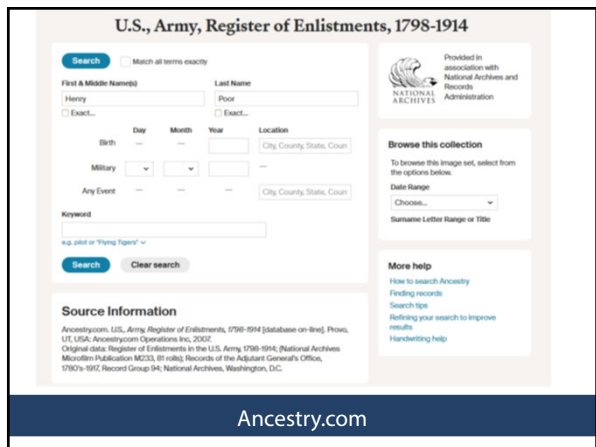 U.S., Army, Register of Enlistments, 1798-1914
Search
Match all terms exactly
First & Middle Name(s)
Last Name
Henry
Poor
Exact...
Exact...
Day Month Year Location
Birth — — City, County, State, Coun
Military —
Any Event — — — City, County, State, Coun
Keyword
e.g. pilot or "Flying Tigers"
Search
Clear search
Source Information
Ancestry.com. U.S., Army, Register of Enlistments, 1798-1914 [database on-line]. Provo,
UT, USA: Ancestry.com Operations Inc, 2007.
Original data: Register of Enlistments in the U.S. Army, 1798-1914; (National Archives
Microfilm Publication M233, 81 rolls); Records of the Adjutant General's Office,
1780's-1917, Record Group 94; National Archives, Washington, D.C.
NATIONAL
ARCHIVES
Provided in
association with
National Archives and
Records
Administration
Browse this collection
To browse this image set, select from
the options below.
Date Range
Choose...
Surname Letter Range or Title
More help
How to search Ancestry
Finding records
Search tips
Refining your search to improve
results
Handwriting help
Ancestry.com